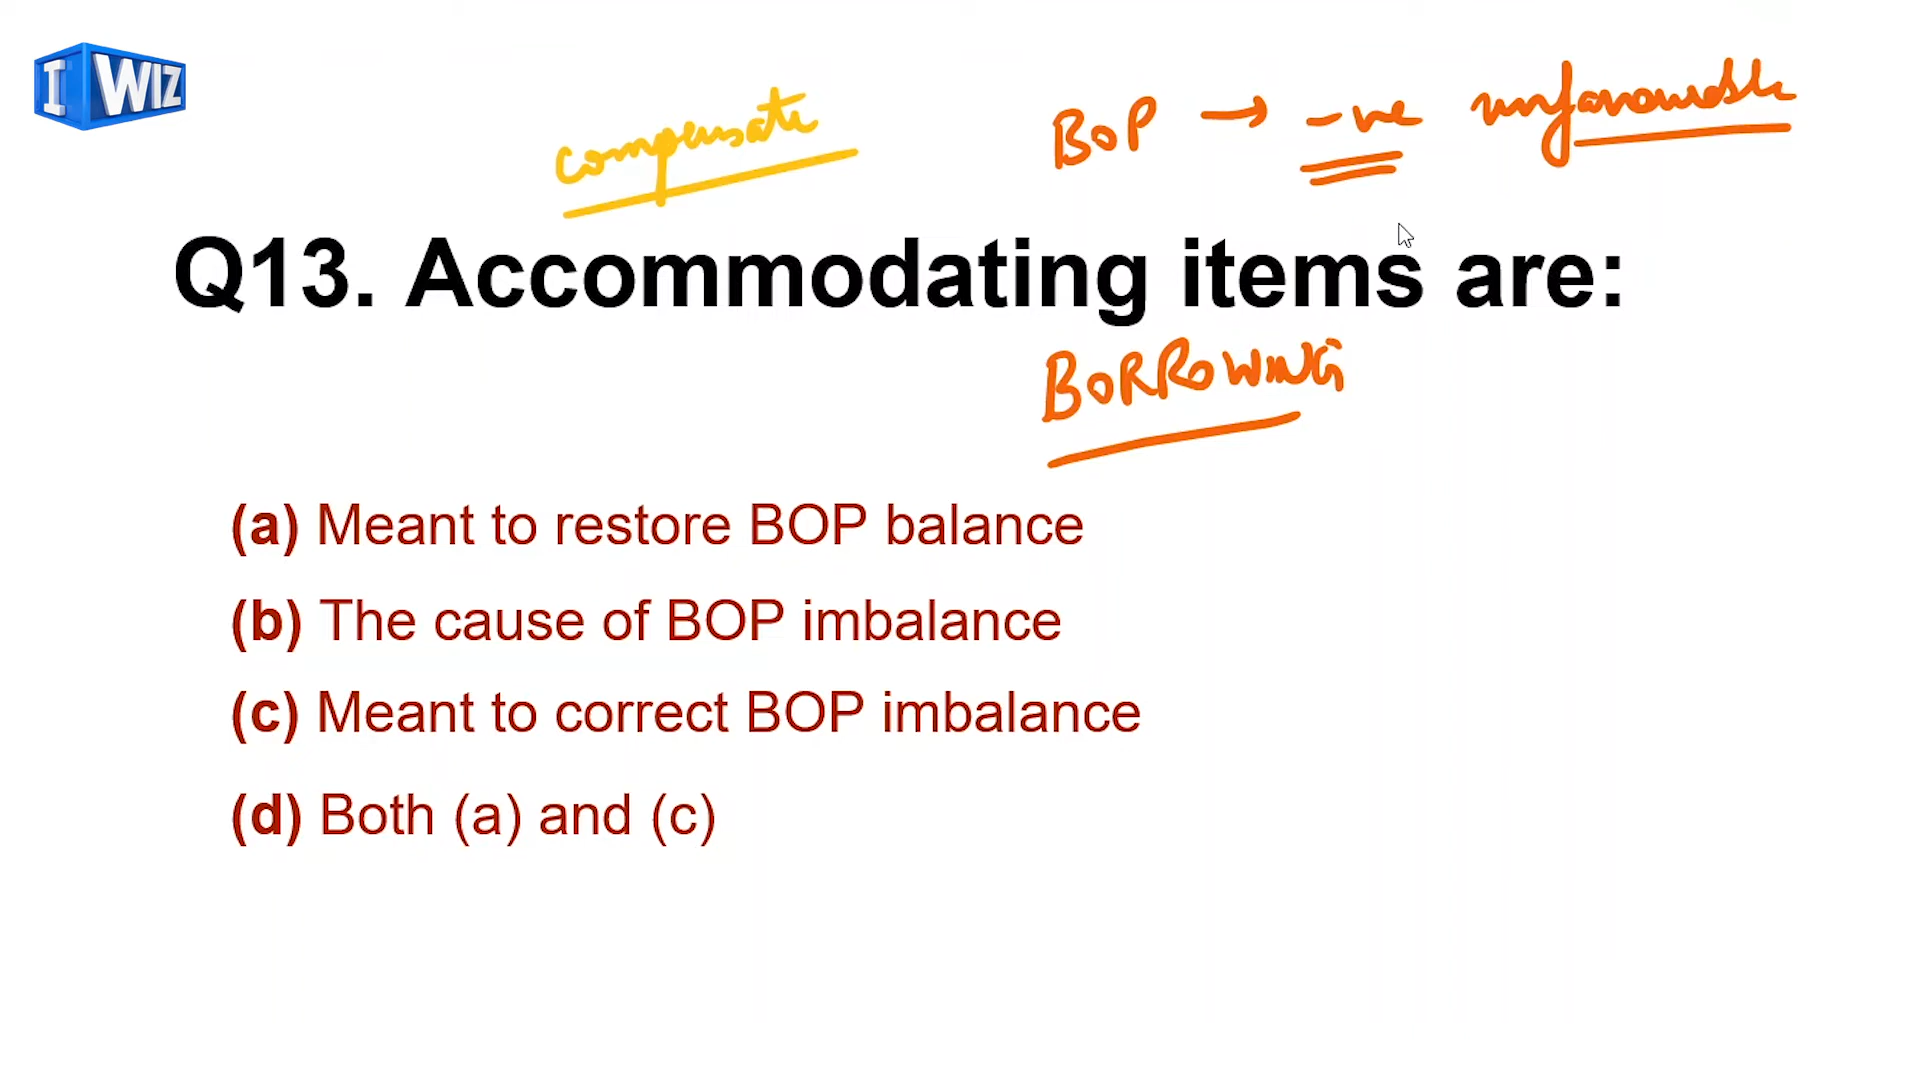 I WIZ
compensate
BOP → -ve unfavourable
Q13. Accommodating items are:
BORROWING
(a) Meant to restore BOP balance
(b) The cause of BOP imbalance
(c) Meant to correct BOP imbalance
(d) Both (a) and (c)